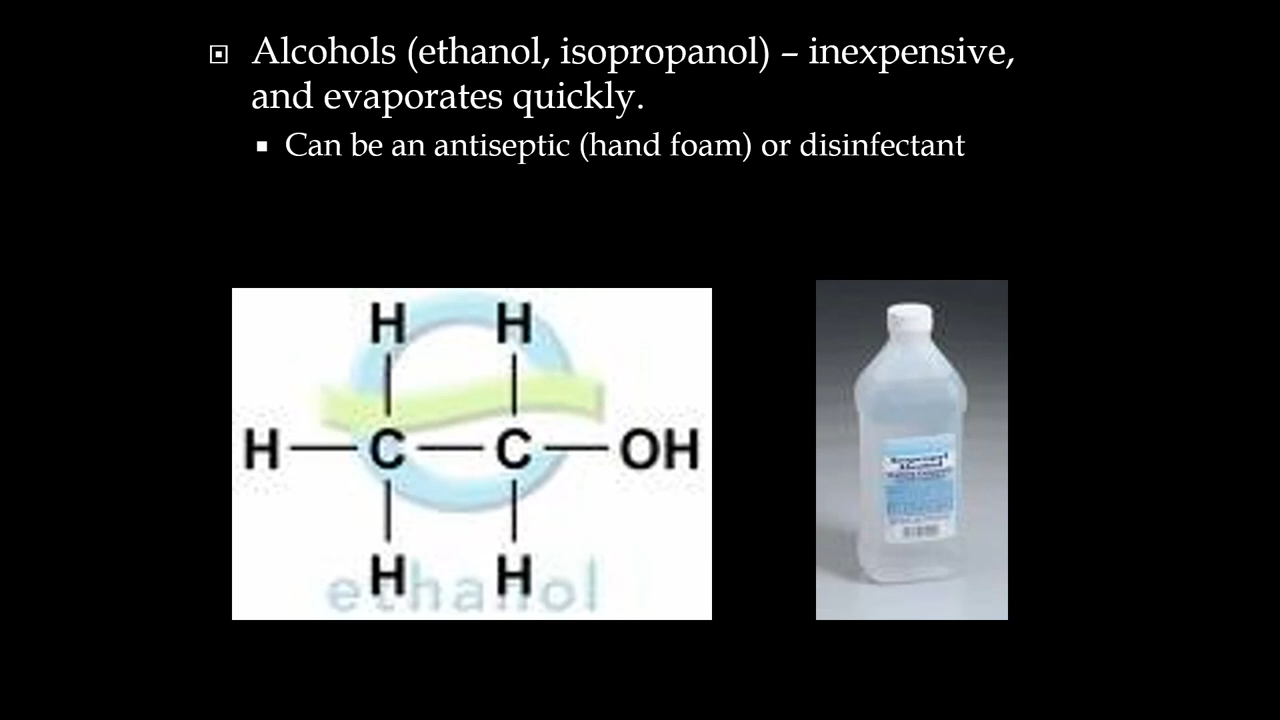 Alcohols (ethanol, isopropanol) – inexpensive,
and evaporates quickly.
Can be an antiseptic (hand foam) or disinfectant
H H
H C C OH
H H
ethanol